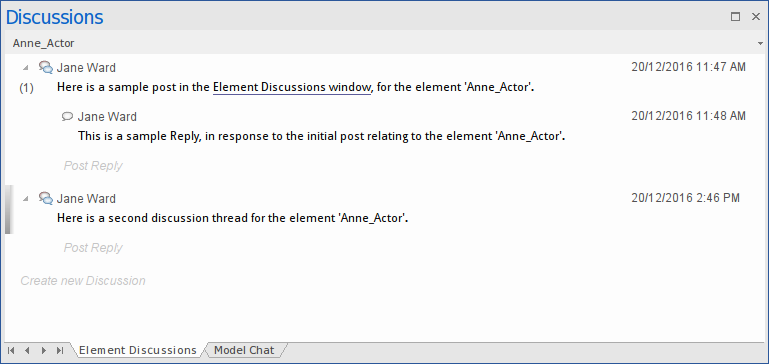 Discussions
Anne_Actor
Jane Ward 20/12/2016 11:47 AM
(1) Here is a sample post in the Element Discussions window, for the element 'Anne_Actor'.
Jane Ward 20/12/2016 11:48 AM
This is a sample Reply, in response to the initial post relating to the element 'Anne_Actor'.
Post Reply
Jane Ward 20/12/2016 2:46 PM
Here is a second discussion thread for the element 'Anne_Actor'.
Post Reply
Create new Discussion
Element Discussions Model Chat